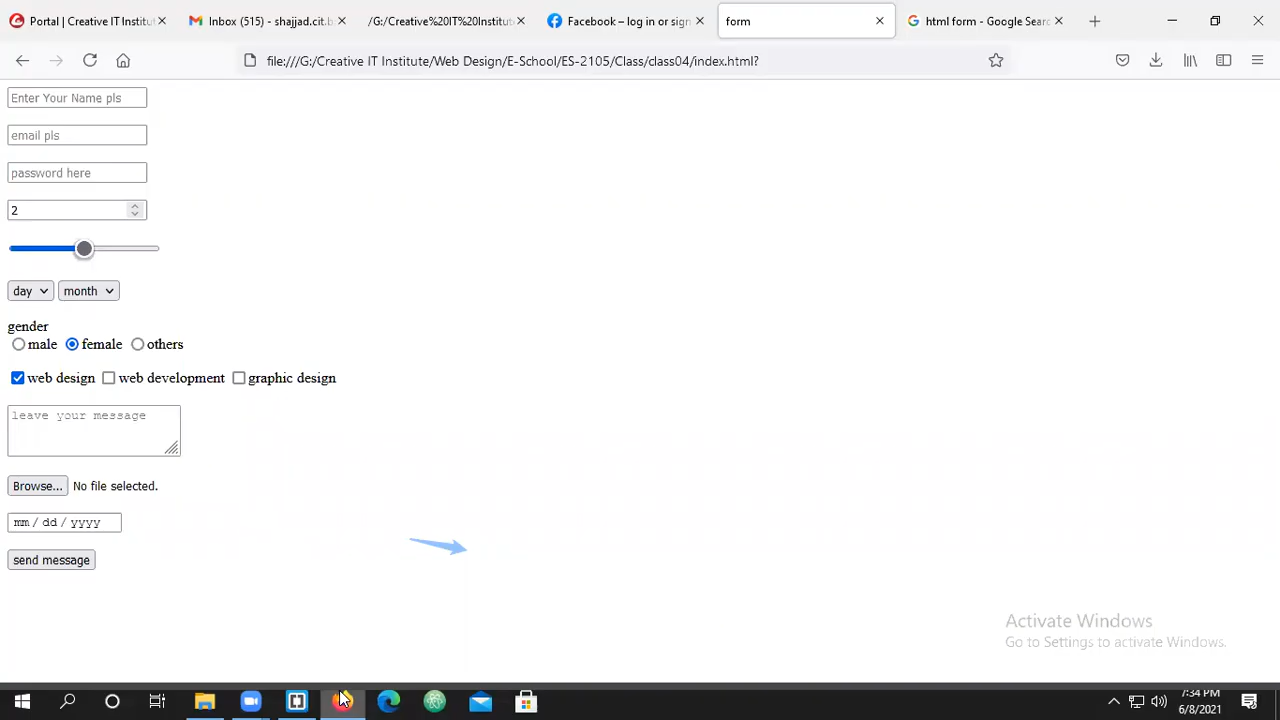 Portal | Creative IT Institut
Inbox (515) - shajjad.cit.b
/G:/Creative%20IT%20Institut
Facebook – log in or sign
form
html form - Google Searc
file:///G:/Creative IT Institute/Web Design/E-School/ES-2105/Class/class04/index.html?
Enter Your Name pls
email pls
password here
2
day month
gender
male female others
web design web development graphic design
leave your message
Browse... No file selected.
mm / dd / yyyy
send message
Activate Windows
Go to Settings to activate Windows.
7:34 PM
6/8/2021